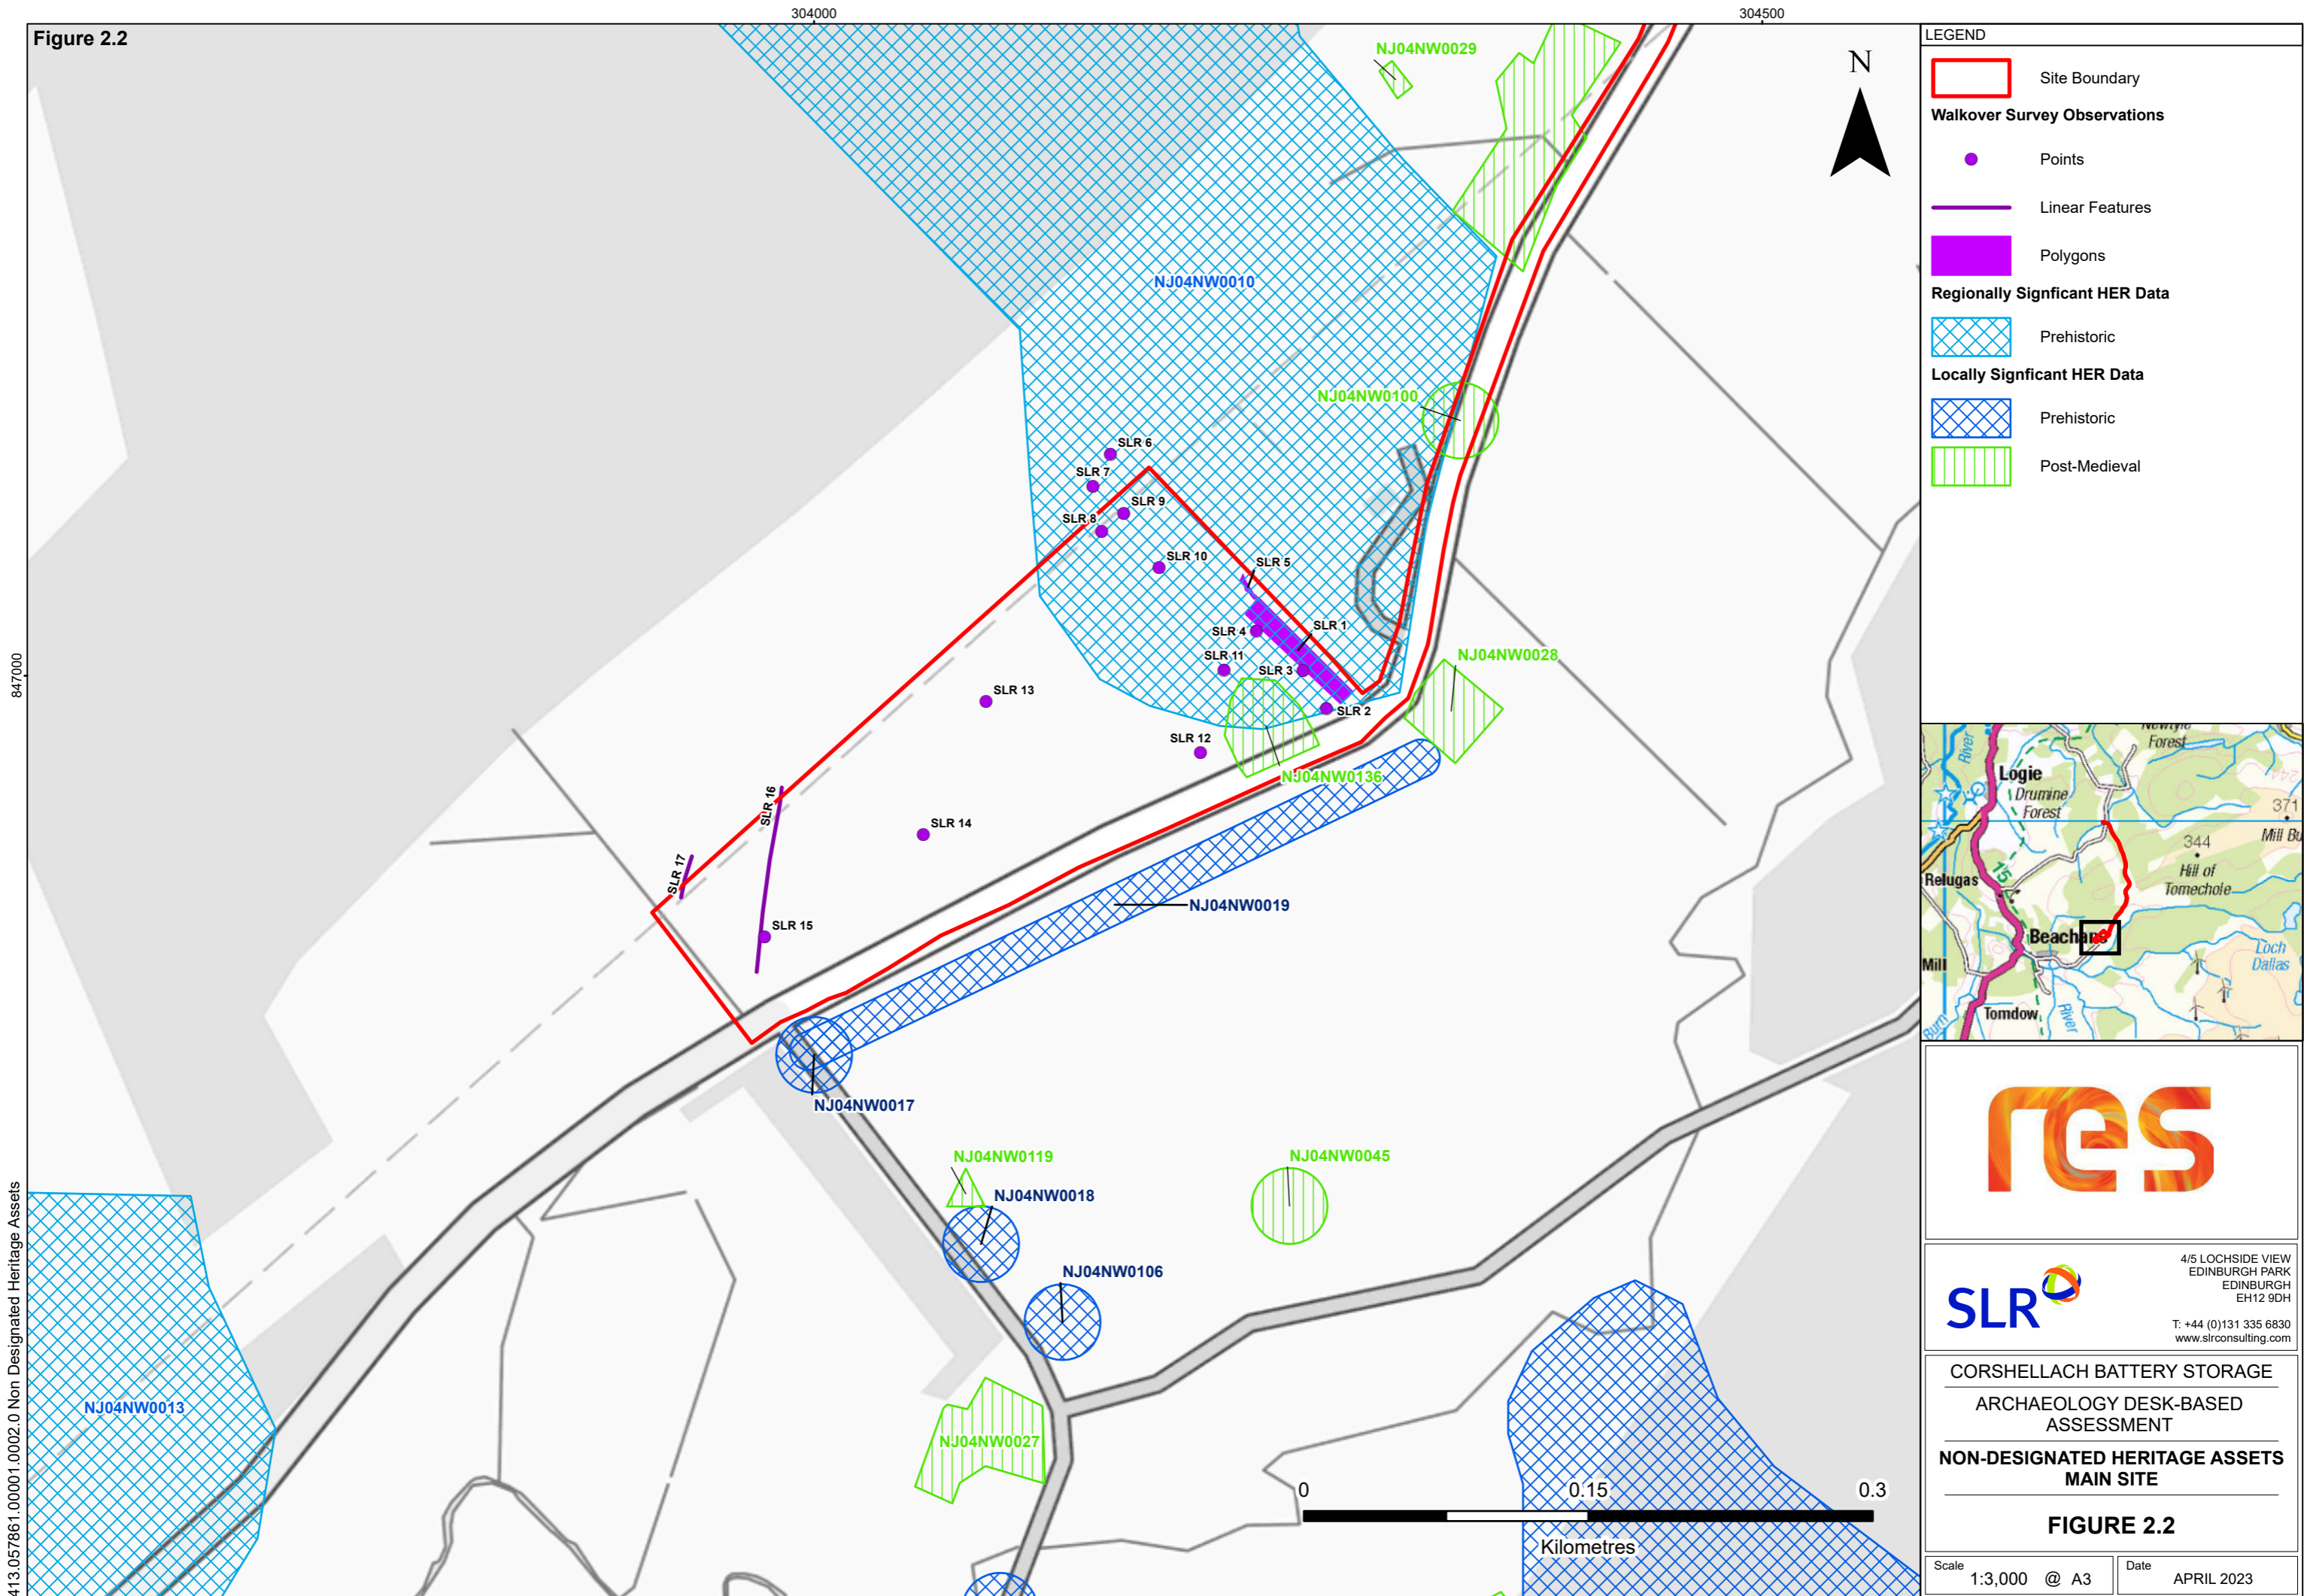 304000
304500
Figure 2.2
NJ04NW0029
N
NJ04NW0010
NJ04NW0100
SLR 6
SLR 7
SLR 9
SLR 8
SLR 10
SLR 5
SLR 1
SLR 4
SLR 11
SLR 3
NJ04NW0028
847000
SLR 13
SLR 2
SLR 12
NJ04NW0136
SLR 16
SLR 14
SLR 17
NJ04NW0019
SLR 15
NJ04NW0017
NJ04NW0119
NJ04NW0045
NJ04NW0018
NJ04NW0106
NJ04NW0013
NJ04NW0027
0
0.15
0.3
Kilometres
413.057861.00001.0002.0 Non Designated Heritage Assets
LEGEND
Site Boundary
Walkover Survey Observations
Points
Linear Features
Polygons
Regionally Signficant HER Data
Prehistoric
Locally Signficant HER Data
Prehistoric
Post-Medieval
Newtyle
Forest
River
Logie
Drumine
Forest
244
371
Mill Bu
344
Hill of
Tomechole
15
Relugas
Beachans
Loch
Dallas
Mill
Tomdow
River
Burn
res
SLR
4/5 LOCHSIDE VIEW
EDINBURGH PARK
EDINBURGH
EH12 9DH
T: +44 (0)131 335 6830
www.slrconsulting.com
CORSHELLACH BATTERY STORAGE
ARCHAEOLOGY DESK-BASED
ASSESSMENT
NON-DESIGNATED HERITAGE ASSETS
MAIN SITE
FIGURE 2.2
Scale
1:3,000 @ A3
Date
APRIL 2023